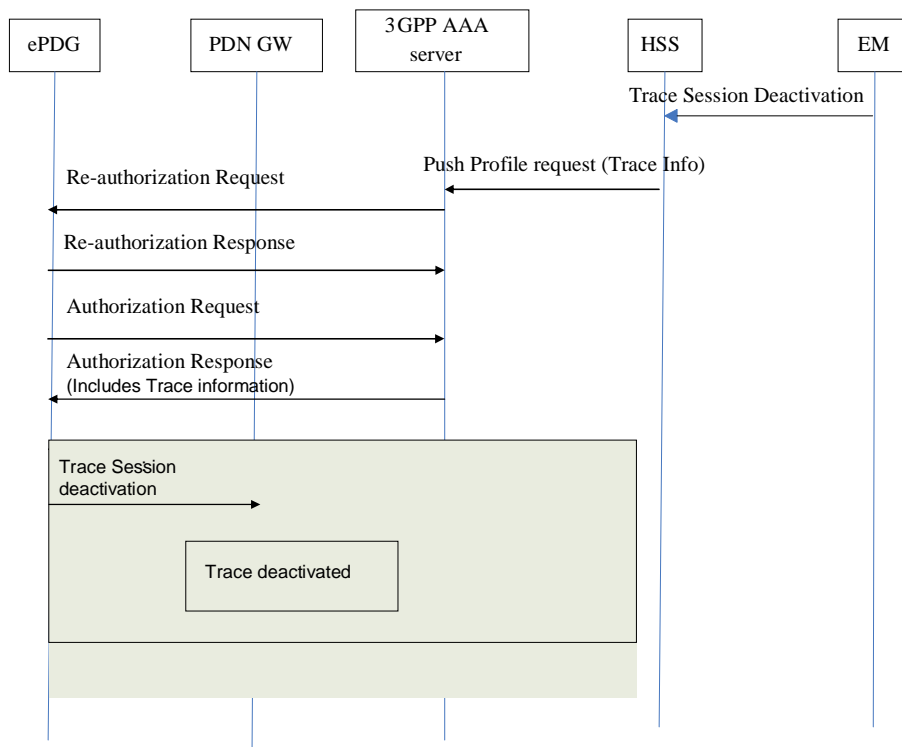 ePDG
PDN GW
3GPP AAA
server
HSS
EM
Trace Session Deactivation
Push Profile request (Trace Info)
Re-authorization Request
Re-authorization Response
Authorization Request
Authorization Response
(Includes Trace information)
Trace Session
deactivation
Trace deactivated